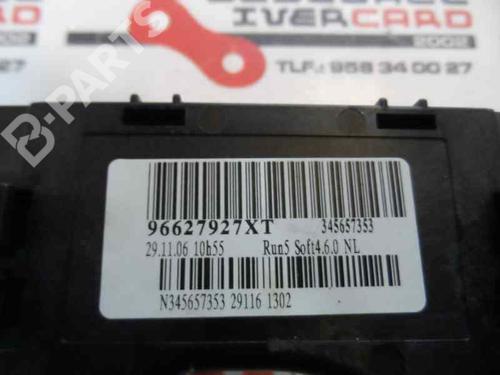 IVERCARD
2002
TLF.: 958 34 00 27
B-PARTS
96627927XT 345657353
29.11.06 10h55 Run5 Soft4.6.0 NL
N345657353 29116 1302